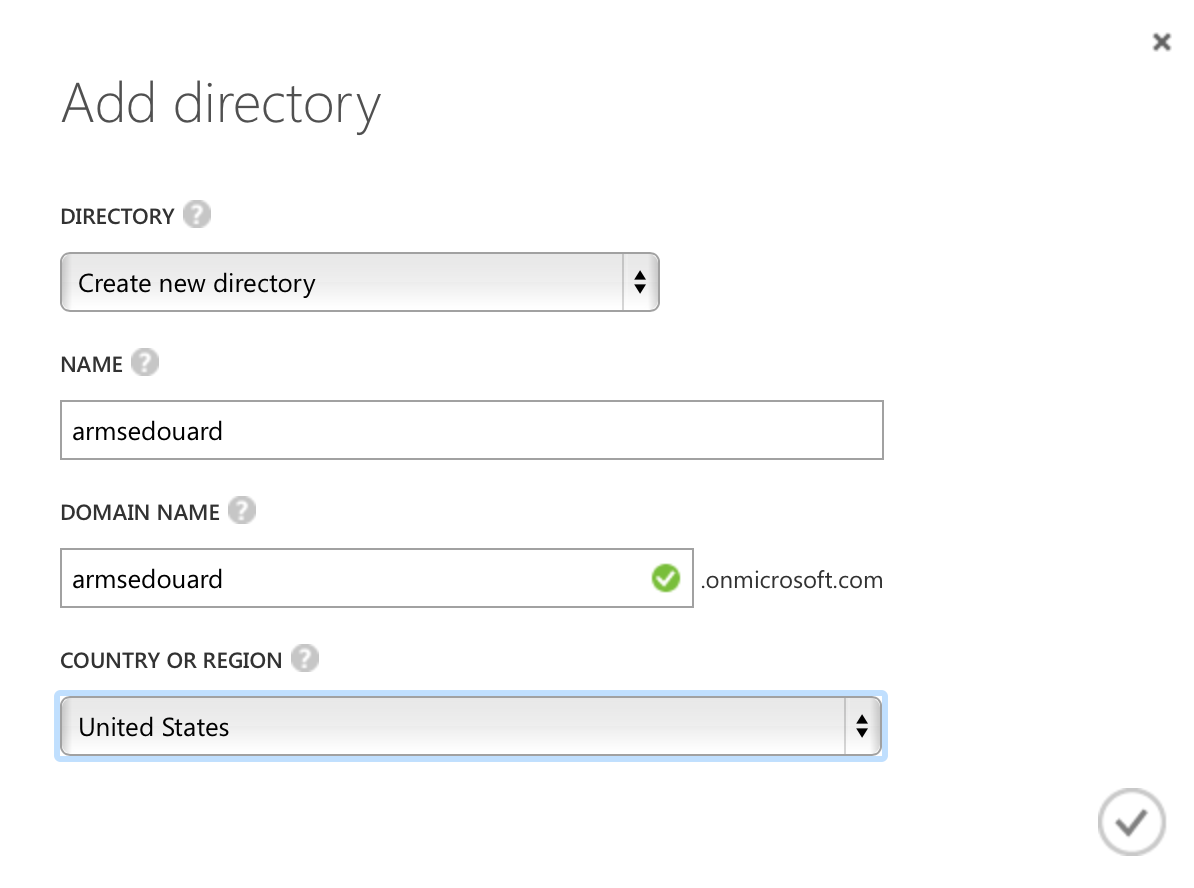 Add directory
DIRECTORY ?
Create new directory
NAME ?
armsedouard
DOMAIN NAME ?
armsedouard .onmicrosoft.com
COUNTRY OR REGION ?
United States